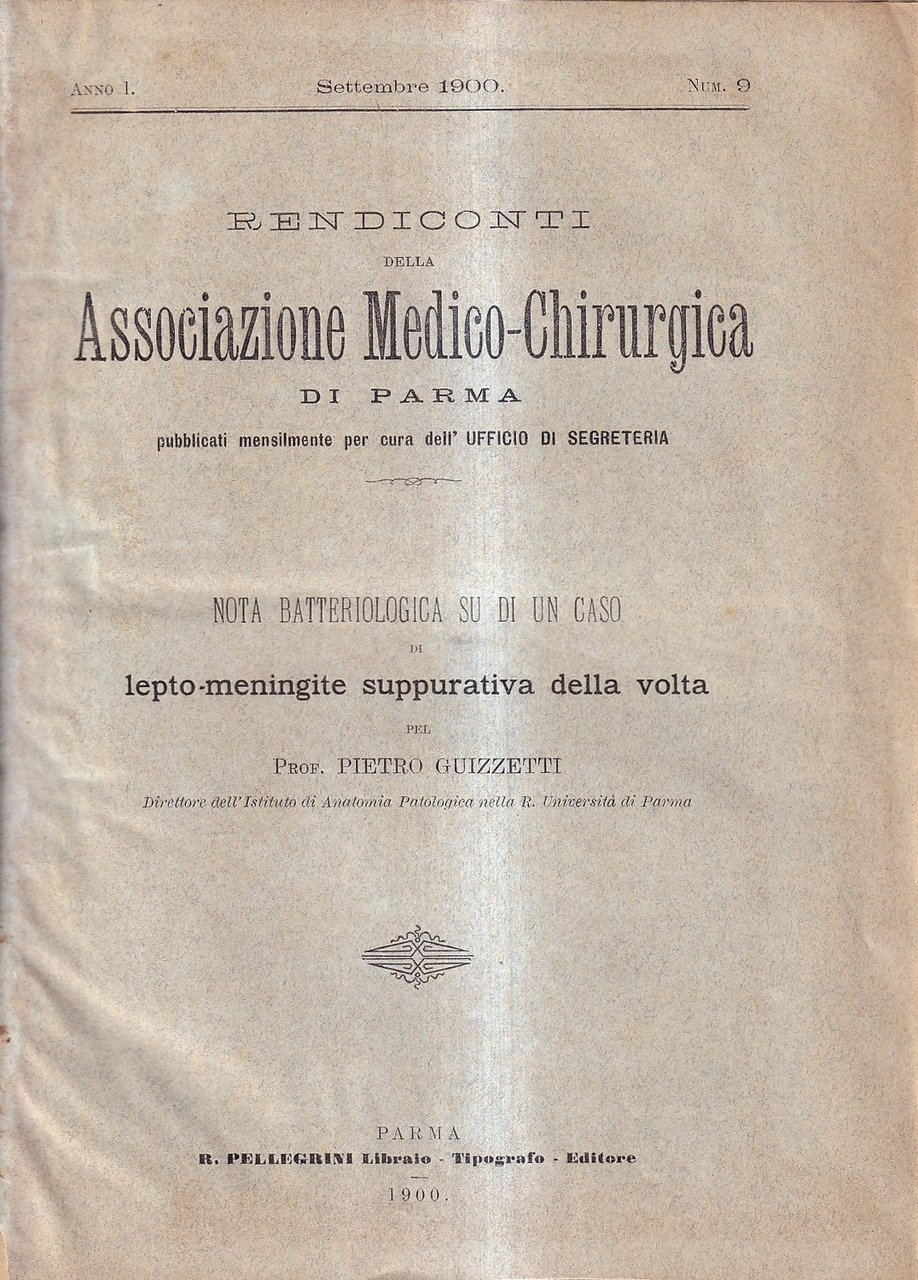 Anno I. Settembre 1900. Num. 9
RENDICONTI
DELLA
Associazione Medico-Chirurgica
DI PARMA
pubblicati mensilmente per cura dell' UFFICIO DI SEGRETERIA
NOTA BATTERIOLOGICA SU DI UN CASO
DI
lepto-meningite suppurativa della volta
PEL
Prof. PIETRO GUIZZETTI
Direttore dell'Istituto di Anatomia Patologica nella R. Università di Parma
PARMA
R. PELLEGRINI Libraio - Tipografo - Editore
1900.